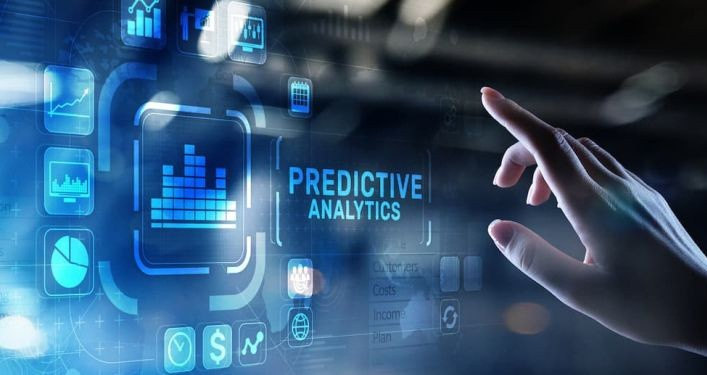 PREDICTIVE
ANALYTICS
$
Customers
Costs
Income
Plan